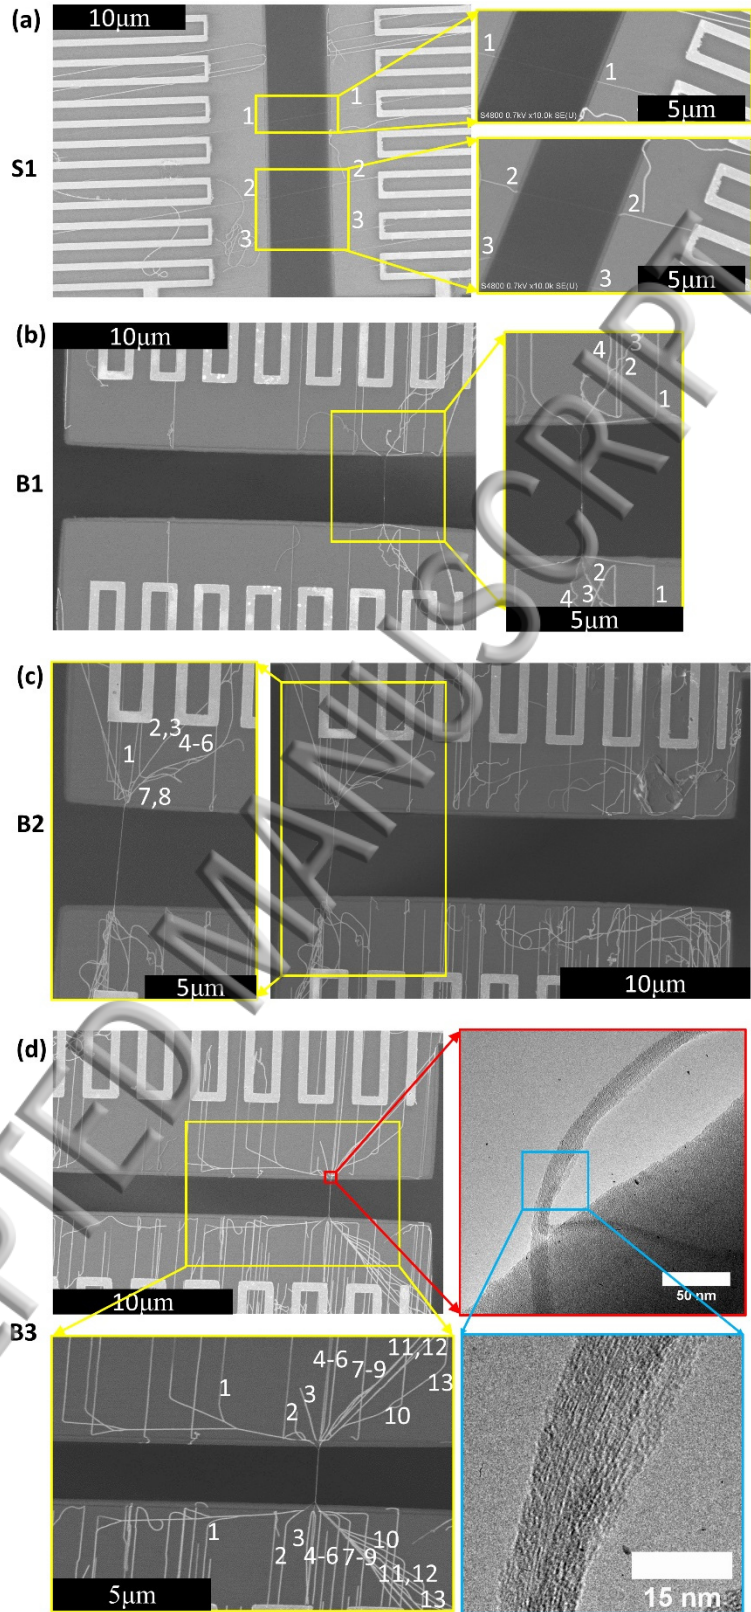 (a)
10μm
1
1
2
2
3
3
S1
1
1
S4800 0.7kV x10.0k SE(U)
5μm
2
2
3
3
S4800 0.7kV x10.0k SE(U)
5μm
(b)
10μm
B1
4
3
2
1
2
4
3
1
5μm
(c)
2,3
1
4-6
7,8
B2
5μm
10μm
(d)
10μm
50 nm
B3
11,12
4-6
7-9
13
1
3
2
10
1
3
10
2
4-6
7-9
11,12
13
5μm
15 nm
ACCEPTED MANUSCRIPT